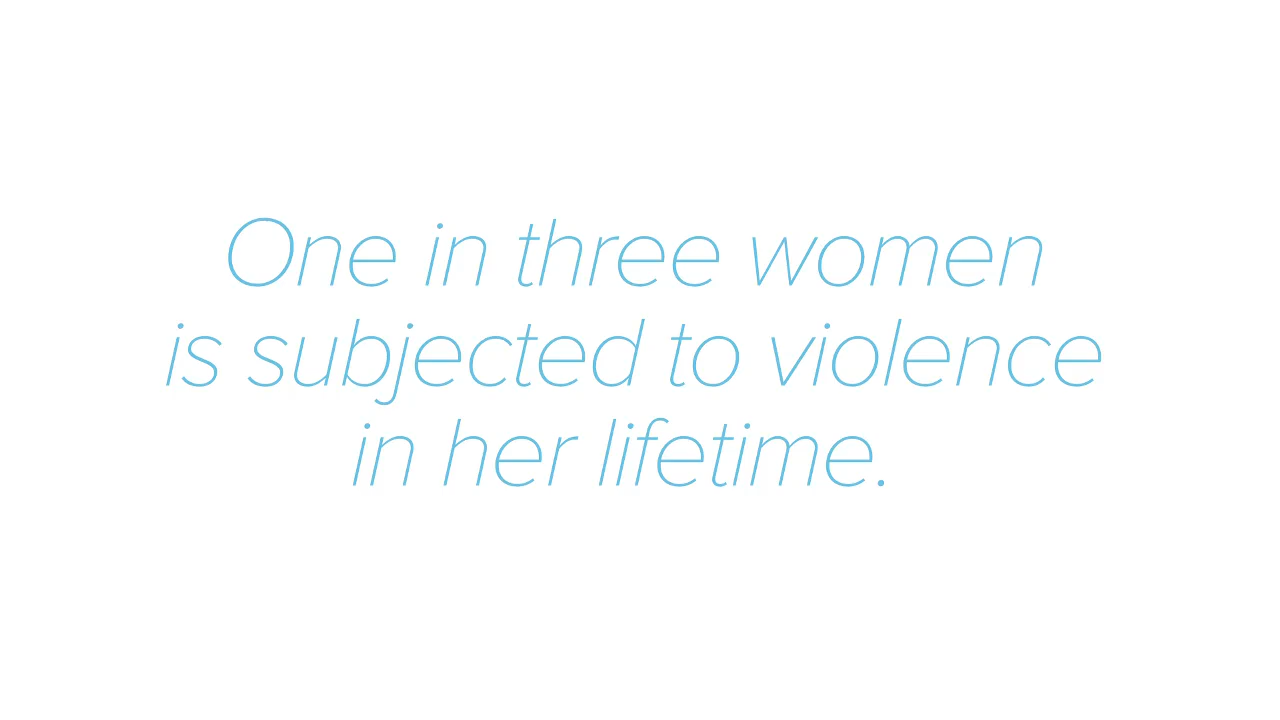 One in three women
is subjected to violence
in her lifetime.